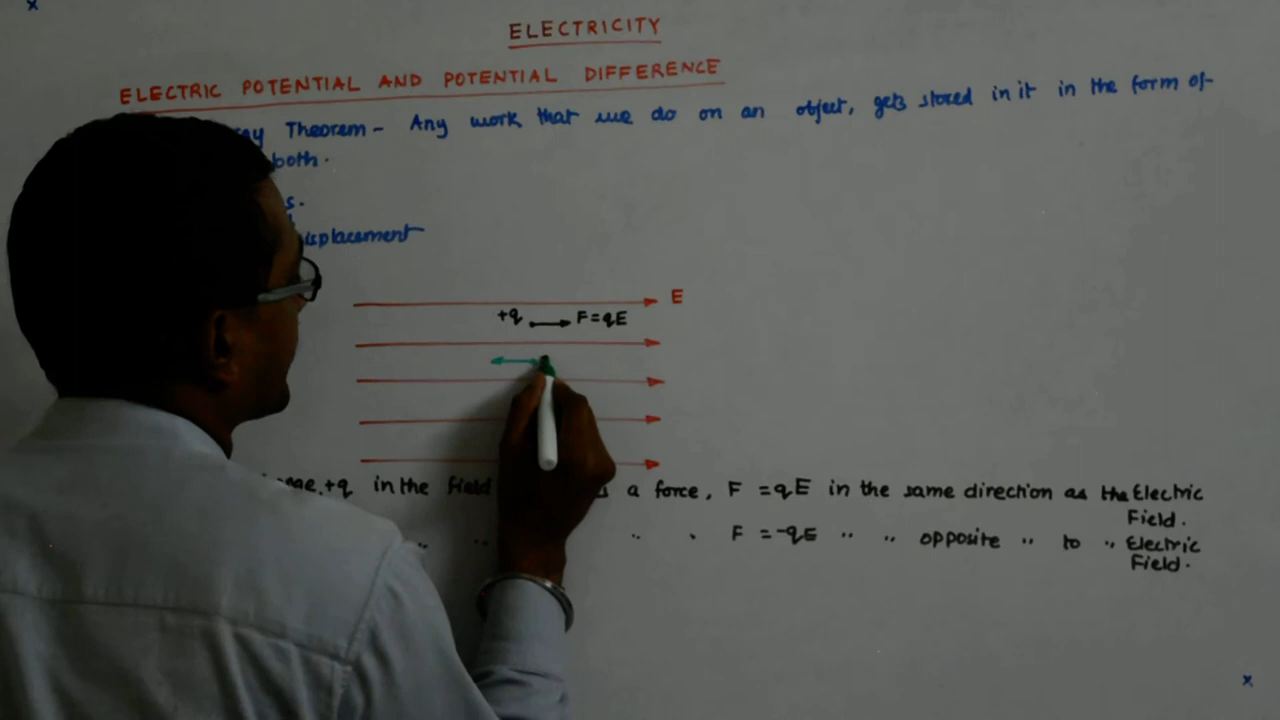 ELECTRICITY
ELECTRIC POTENTIAL AND POTENTIAL DIFFERENCE
Theorem - Any work that we do on an object, gets stored in it in the form of
both.
s.
isplacement
E
+q F=qE
+q in the field a force, F = qE in the same direction as the Electric
Field.
" " " " F = -qE " " opposite " to " Electric
Field.